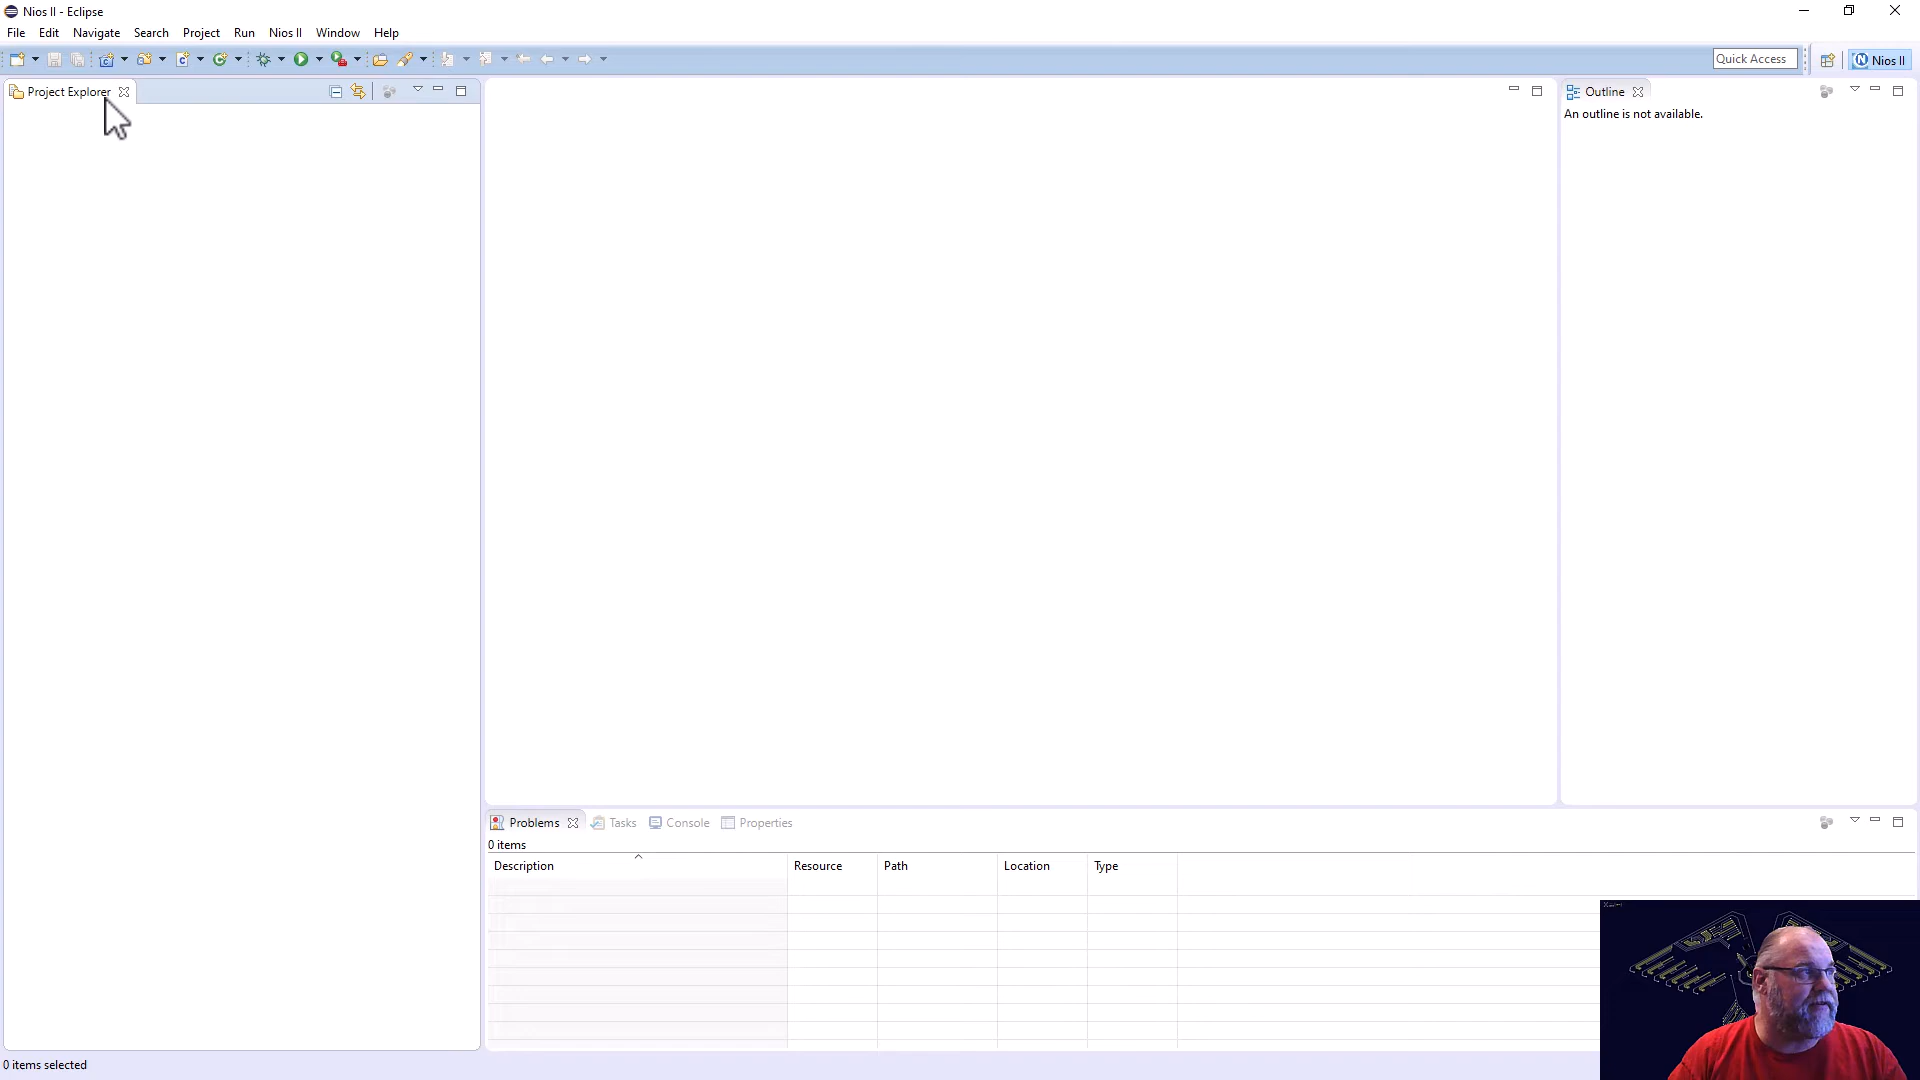 Nios II - Eclipse
File Edit Navigate Search Project Run Nios II Window Help
Quick Access
Nios II
Project Explorer
Outline
An outline is not available.
Problems Tasks Console Properties
0 items
Description Resource Path Location Type
0 items selected